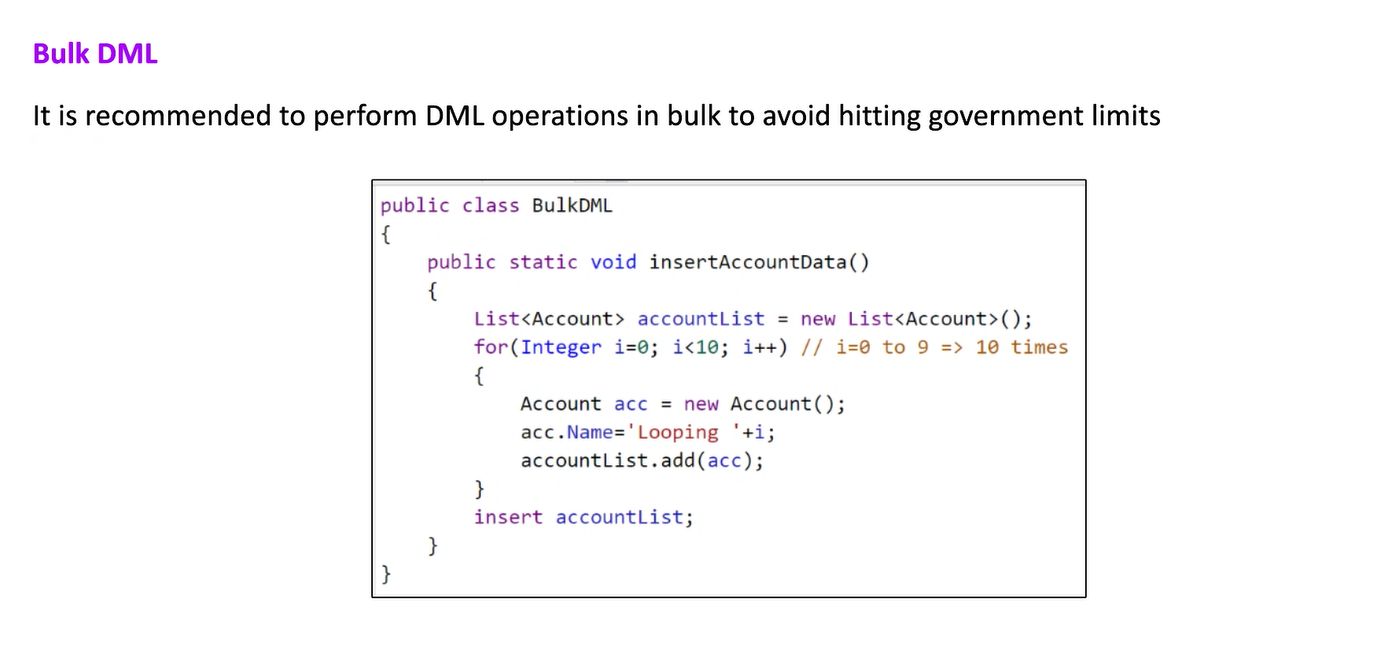 Bulk DML
It is recommended to perform DML operations in bulk to avoid hitting government limits
public class BulkDML
{
    public static void insertAccountData()
    {
        List<Account> accountList = new List<Account>();
        for(Integer i=0; i<10; i++) // i=0 to 9 => 10 times
        {
            Account acc = new Account();
            acc.Name='Looping '+i;
            accountList.add(acc);
        }
        insert accountList;
    }
}